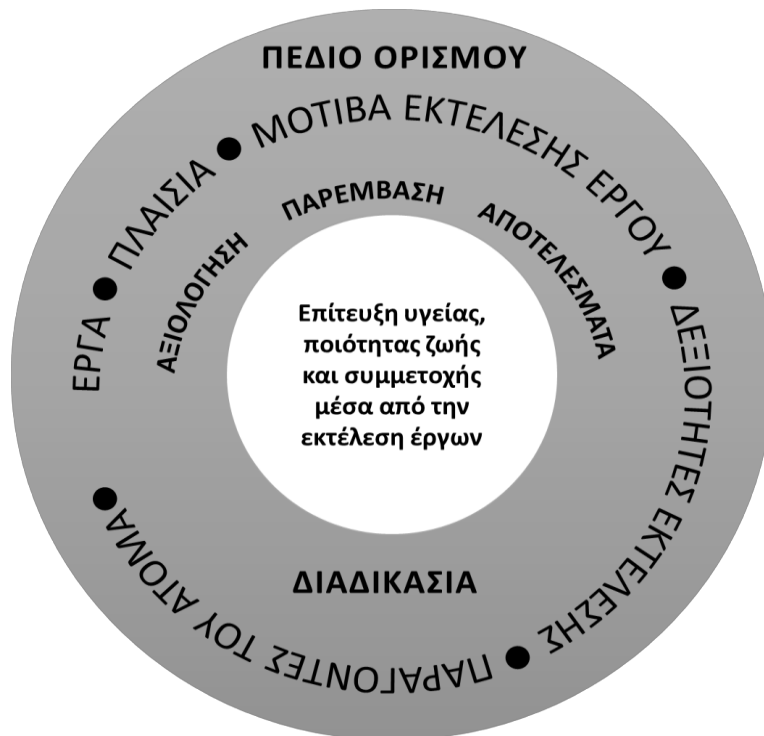 ΠΕΔΙΟ ΟΡΙΣΜΟΥ
ΕΡΓΑ ● ΠΛΑΙΣΙΑ ● ΜΟΤΙΒΑ ΕΚΤΕΛΕΣΗΣ ΕΡΓΟΥ ● ΔΕΞΙΟΤΗΤΕΣ ΕΚΤΕΛΕΣΗΣ ● ΠΑΡΑΓΟΝΤΕΣ ΤΟΥ ΑΤΟΜΑ ●
ΑΞΙΟΛΟΓΗΣΗ
ΠΑΡΕΜΒΑΣΗ
ΑΠΟΤΕΛΕΣΜΑΤΑ
Επίτευξη υγείας,
ποιότητας ζωής
και συμμετοχής
μέσα από την
εκτέλεση έργων
ΔΙΑΔΙΚΑΣΙΑ